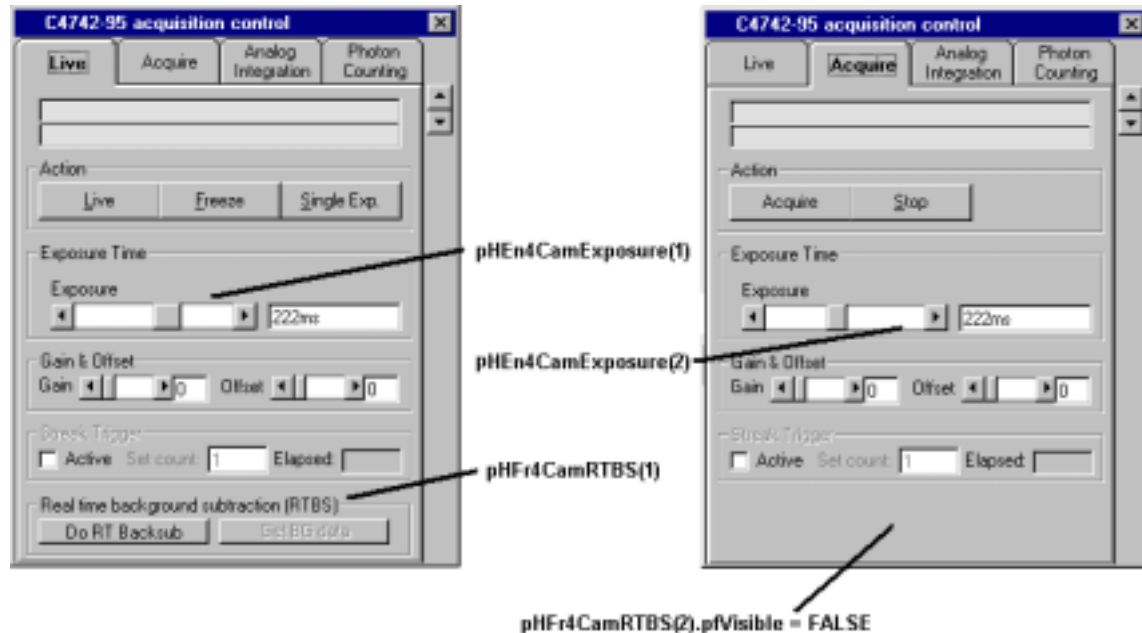 C4742-95 acquisition control
Live
Acquire
Analog Integration
Photon Counting
Action
Live
Freeze
Single Exp.
Exposure Time
Exposure
222ms
Gain & Offset
Gain
0
Offset
0
Streak Trigger
Active
Set count:
1
Elapsed:
Real time background subtraction (RTBS)
Do RT Backsub
Get BG data
pHEn4CamExposure(1)
pHEn4CamExposure(2)
pHFr4CamRTBS(1)
C4742-95 acquisition control
Live
Acquire
Analog Integration
Photon Counting
Action
Acquire
Stop
Exposure Time
Exposure
222ms
Gain & Offset
Gain
0
Offset
0
Streak Trigger
Active
Set count:
1
Elapsed:
pHFr4CamRTBS(2).pfVisible = FALSE